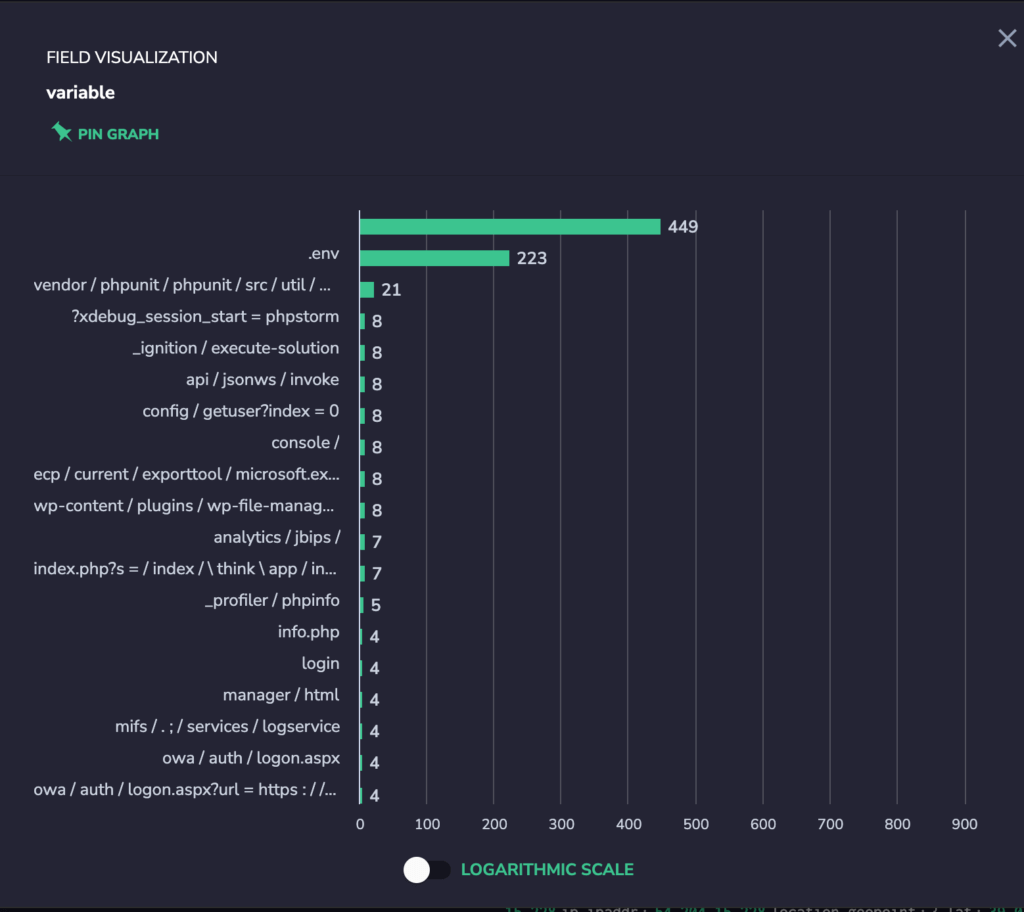 FIELD VISUALIZATION
variable
PIN GRAPH
449
.env 223
vendor / phpunit / phpunit / src / util / ... 21
?xdebug_session_start = phpstorm 8
_ignition / execute-solution 8
api / jsonws / invoke 8
config / getuser?index = 0 8
console / 8
ecp / current / exporttool / microsoft.ex... 8
wp-content / plugins / wp-file-manag... 8
analytics / jbips / 7
index.php?s = / index / \ think \ app / in... 7
_profiler / phpinfo 5
info.php 4
login 4
manager / html 4
mifs / . ; / services / logservice 4
owa / auth / logon.aspx 4
owa / auth / logon.aspx?url = https : / /... 4
0 100 200 300 400 500 600 700 800 900
LOGARITHMIC SCALE